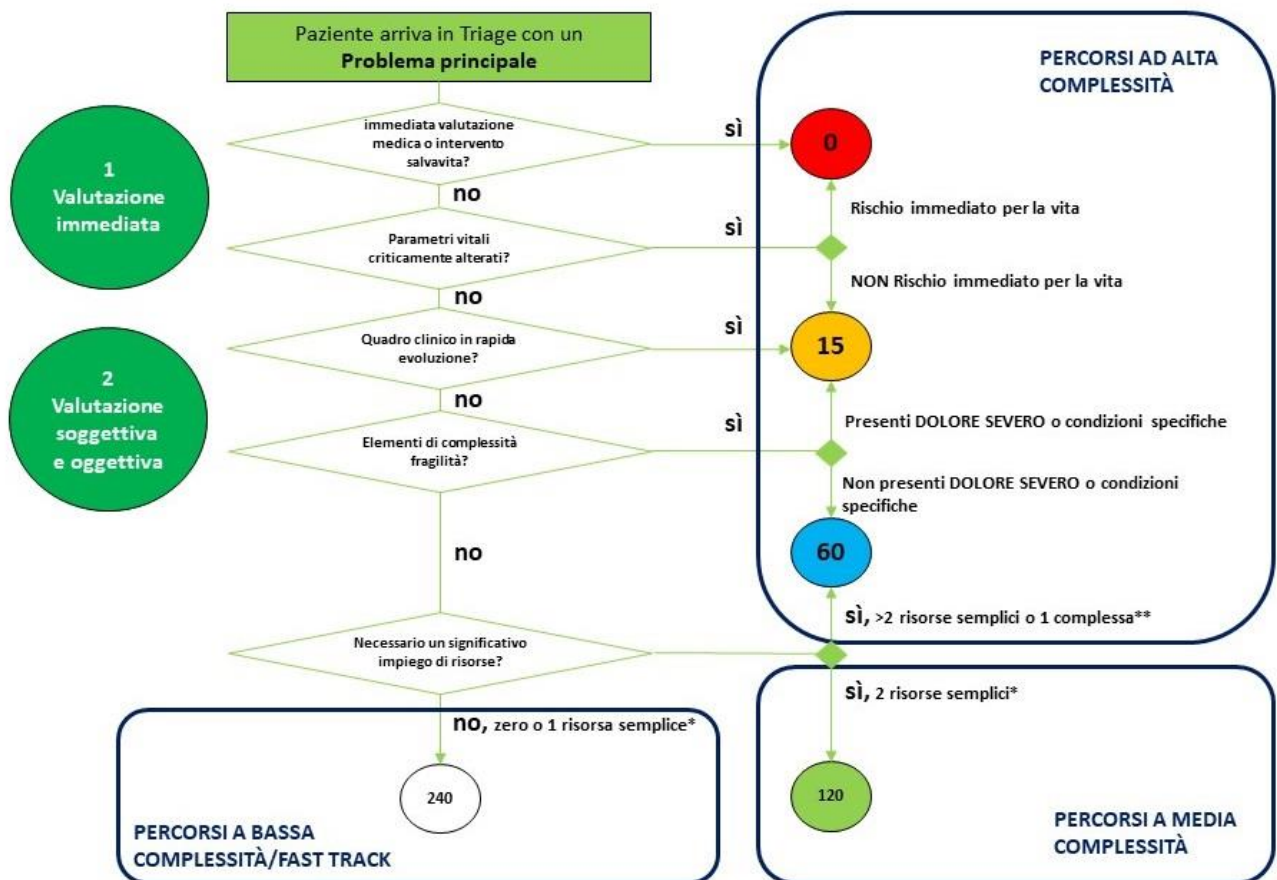 Paziente arriva in Triage con un
Problema principale
PERCORSI AD ALTA
COMPLESSITÀ
1
Valutazione
immediata
immediata valutazione
medica o intervento
salvavita?
sì
0
no
Rischio immediato per la vita
Parametri vitali
criticamente alterati?
sì
NON Rischio immediato per la vita
no
Quadro clinico in rapida
evoluzione?
sì
15
2
Valutazione
soggettiva
e oggettiva
no
Presenti DOLORE SEVERO o condizioni specifiche
Elementi di complessità
fragilità?
sì
Non presenti DOLORE SEVERO o condizioni
specifiche
no
60
sì, >2 risorse semplici o 1 complessa**
Necessario un significativo
impiego di risorse?
sì, 2 risorse semplici*
no, zero o 1 risorsa semplice*
240
120
PERCORSI A BASSA
COMPLESSITÀ/FAST TRACK
PERCORSI A MEDIA
COMPLESSITÀ